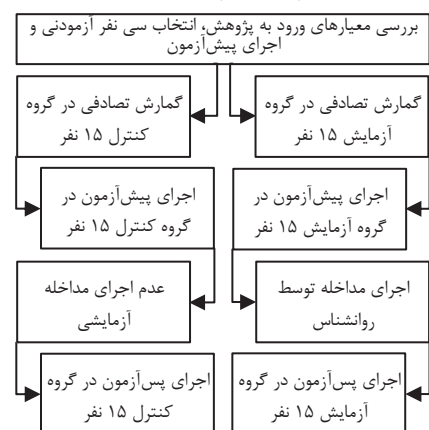 بررسی معیارهای ورود به پژوهش، انتخاب سی نفر آزمودنی و
اجرای پیش‌آزمون
گمارش تصادفی در گروه
آزمایش ۱۵ نفر
گمارش تصادفی در گروه
کنترل ۱۵ نفر
اجرای پیش‌آزمون در
گروه آزمایش ۱۵ نفر
اجرای پیش‌آزمون در
گروه کنترل ۱۵ نفر
اجرای مداخله توسط
روانشناس
عدم اجرای مداخله
آزمایشی
اجرای پس‌آزمون در گروه
آزمایش ۱۵ نفر
اجرای پس‌آزمون در گروه
کنترل ۱۵ نفر